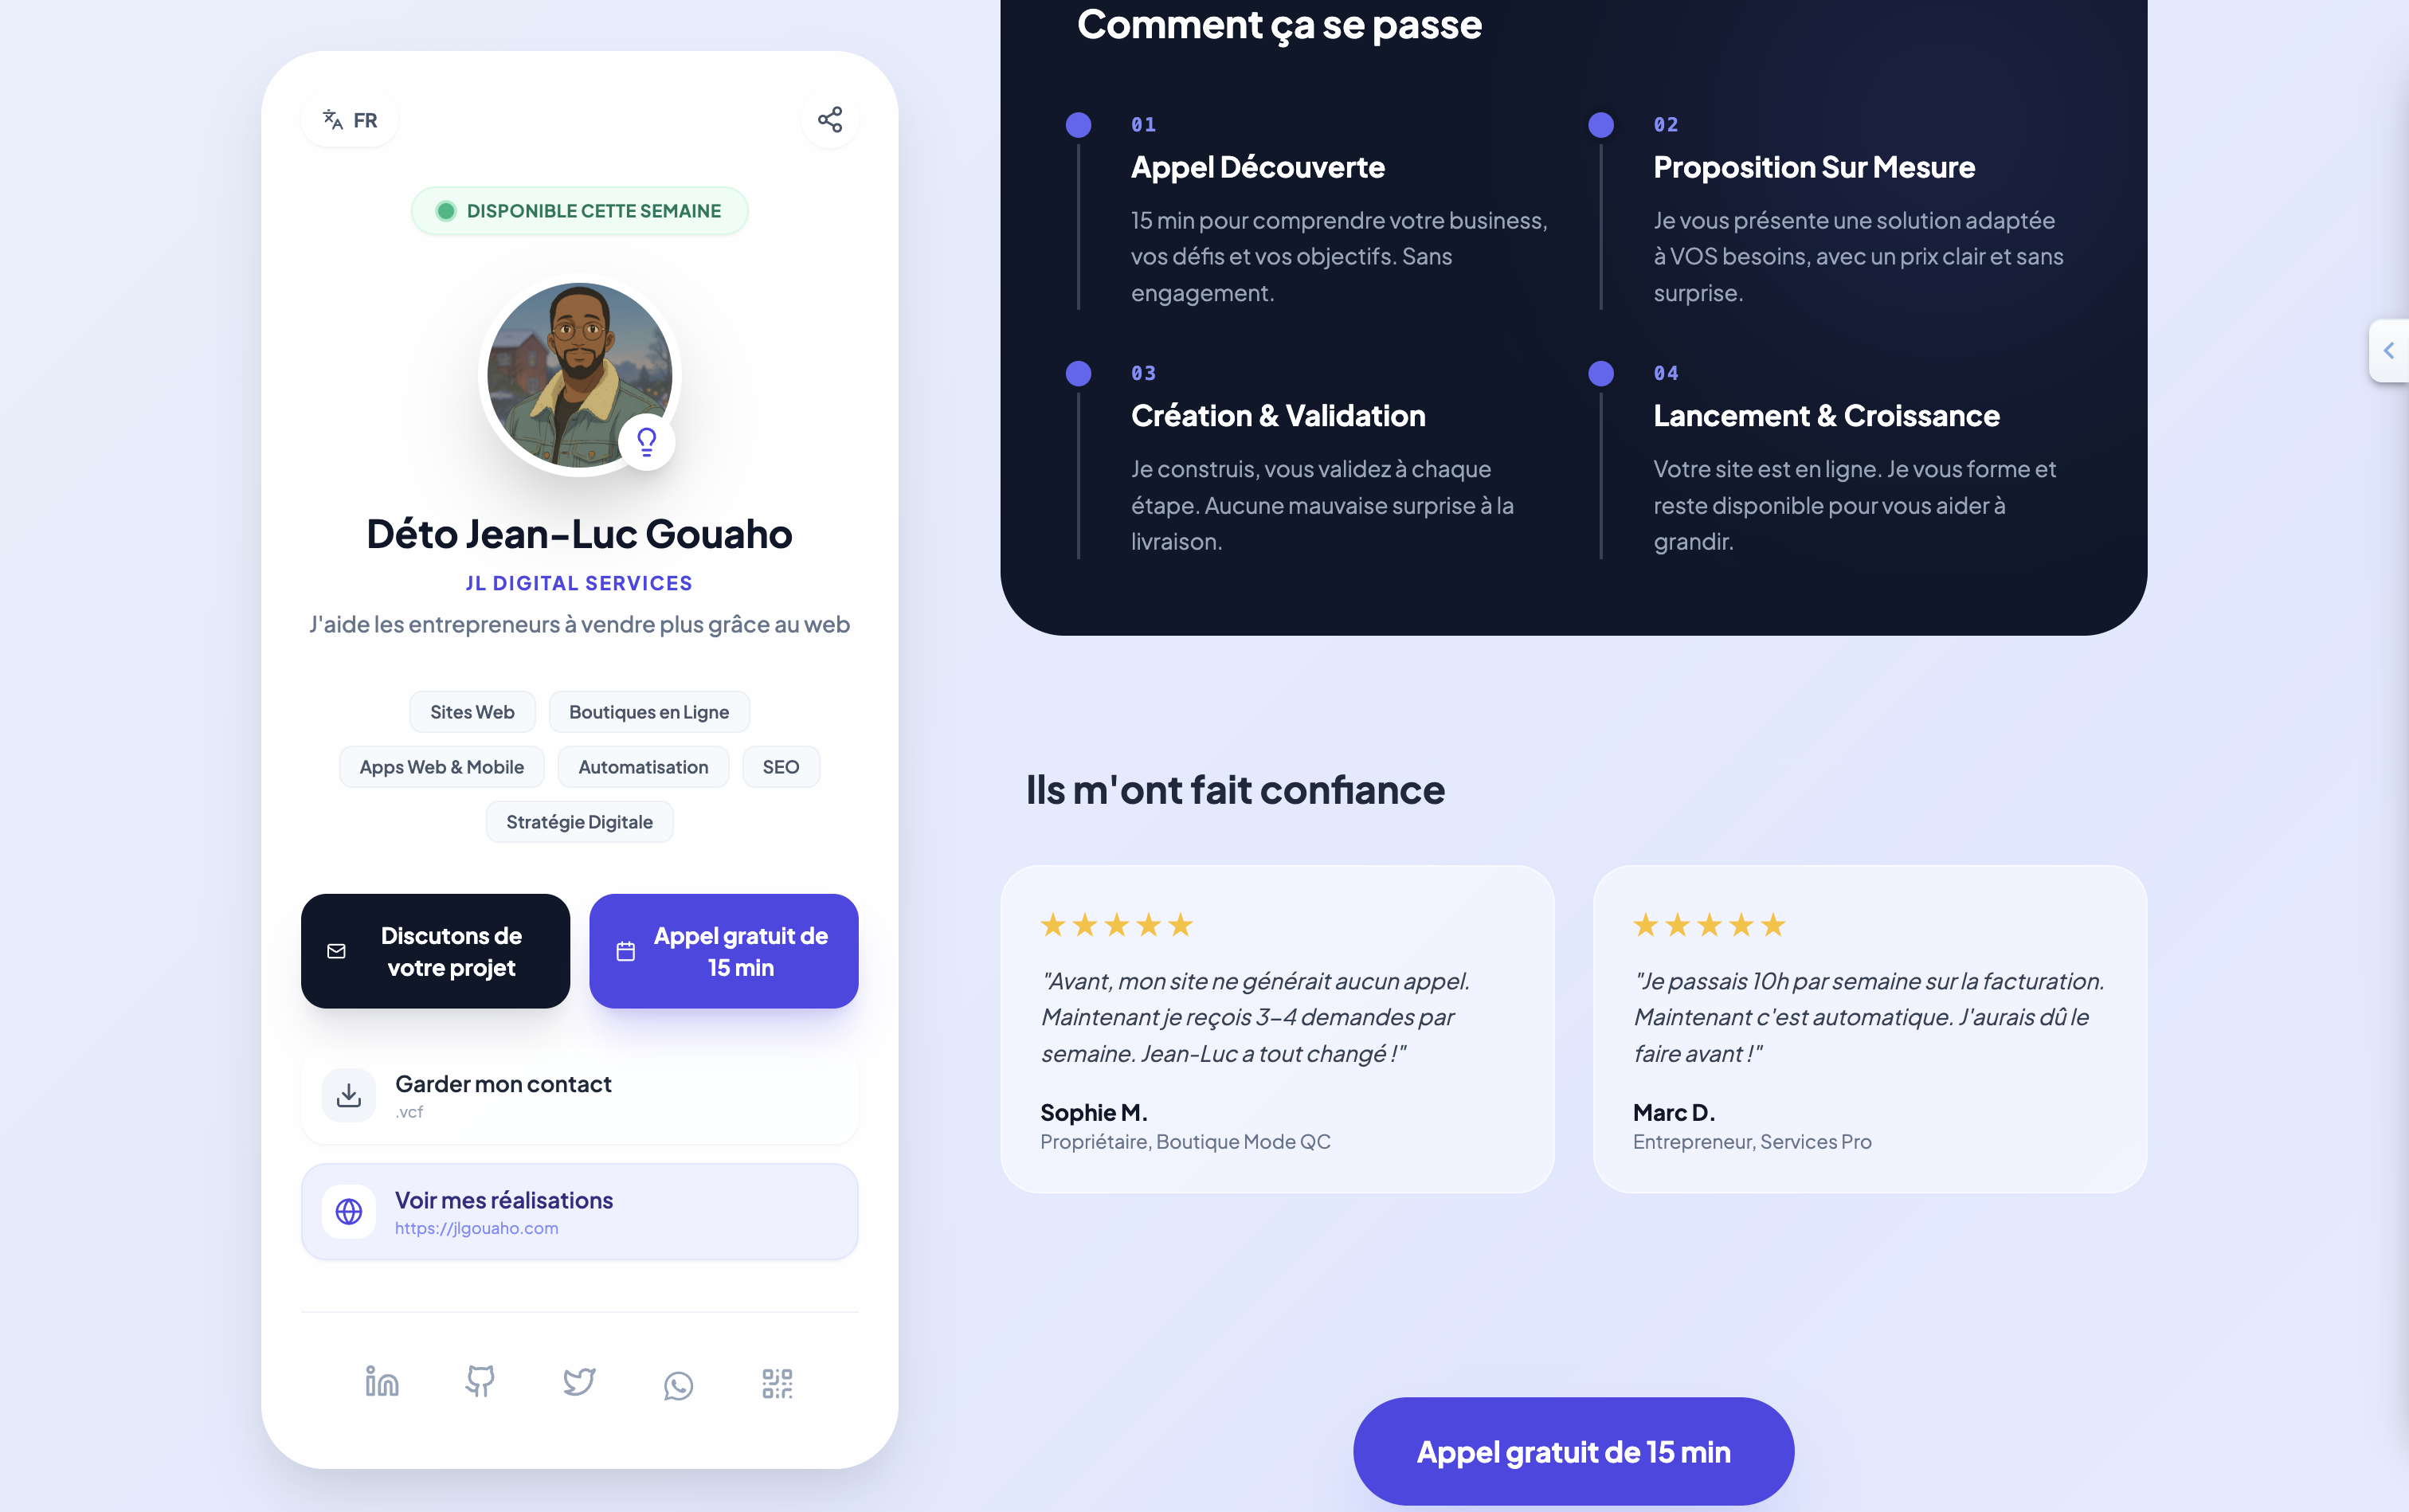 FR
DISPONIBLE CETTE SEMAINE
Déto Jean-Luc Gouaho
JL DIGITAL SERVICES
J'aide les entrepreneurs à vendre plus grâce au web
Sites Web
Boutiques en Ligne
Apps Web & Mobile
Automatisation
SEO
Stratégie Digitale
Discutons de
votre projet
Appel gratuit de
15 min
Garder mon contact
.vcf
Voir mes réalisations
https://jlgouaho.com
Comment ça se passe
01
Appel Découverte
15 min pour comprendre votre business,
vos défis et vos objectifs. Sans
engagement.
02
Proposition Sur Mesure
Je vous présente une solution adaptée
à VOS besoins, avec un prix clair et sans
surprise.
03
Création & Validation
Je construis, vous validez à chaque
étape. Aucune mauvaise surprise à la
livraison.
04
Lancement & Croissance
Votre site est en ligne. Je vous forme et
reste disponible pour vous aider à
grandir.
Ils m'ont fait confiance
"Avant, mon site ne générait aucun appel.
Maintenant je reçois 3-4 demandes par
semaine. Jean-Luc a tout changé !"
Sophie M.
Propriétaire, Boutique Mode QC
"Je passais 10h par semaine sur la facturation.
Maintenant c'est automatique. J'aurais dû le
faire avant !"
Marc D.
Entrepreneur, Services Pro
Appel gratuit de 15 min